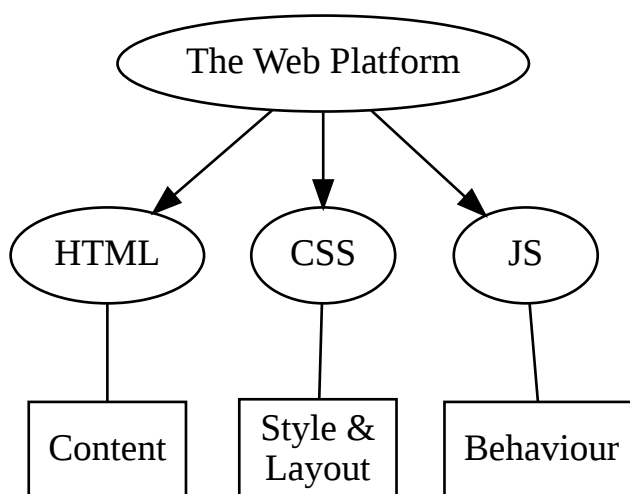 The Web Platform
HTML
CSS
JS
Content
Style &
Layout
Behaviour